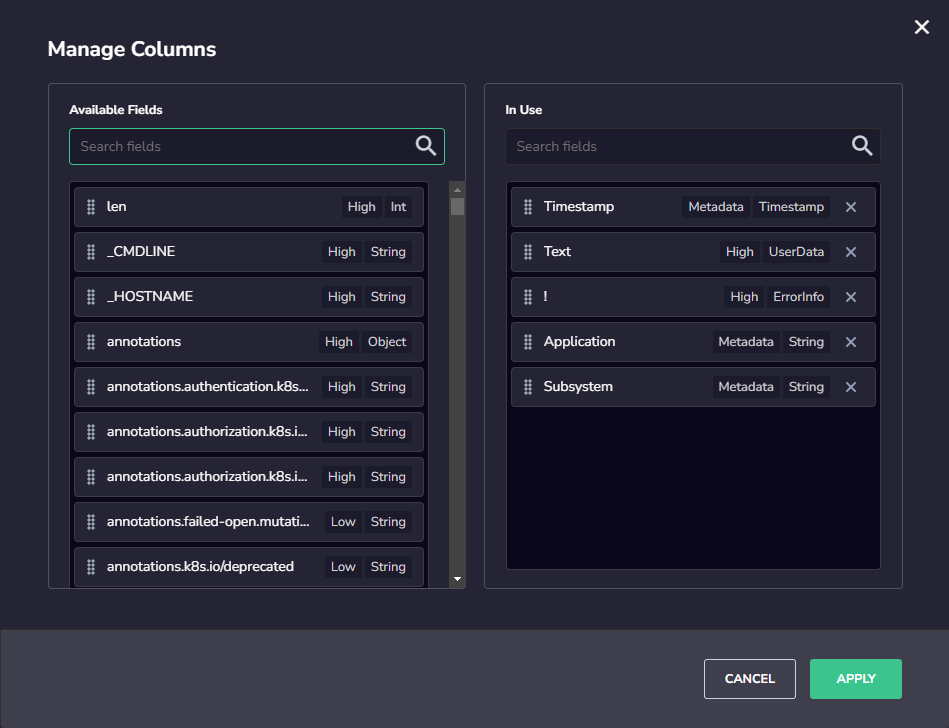 Manage Columns
Available Fields
Search fields
len High Int
_CMDLINE High String
_HOSTNAME High String
annotations High Object
annotations.authentication.k8s... High String
annotations.authorization.k8s.i... High String
annotations.authorization.k8s.i... High String
annotations.failed-open.mutati... Low String
annotations.k8s.io/deprecated Low String
In Use
Search fields
Timestamp Metadata Timestamp
Text High UserData
! High ErrorInfo
Application Metadata String
Subsystem Metadata String
CANCEL APPLY